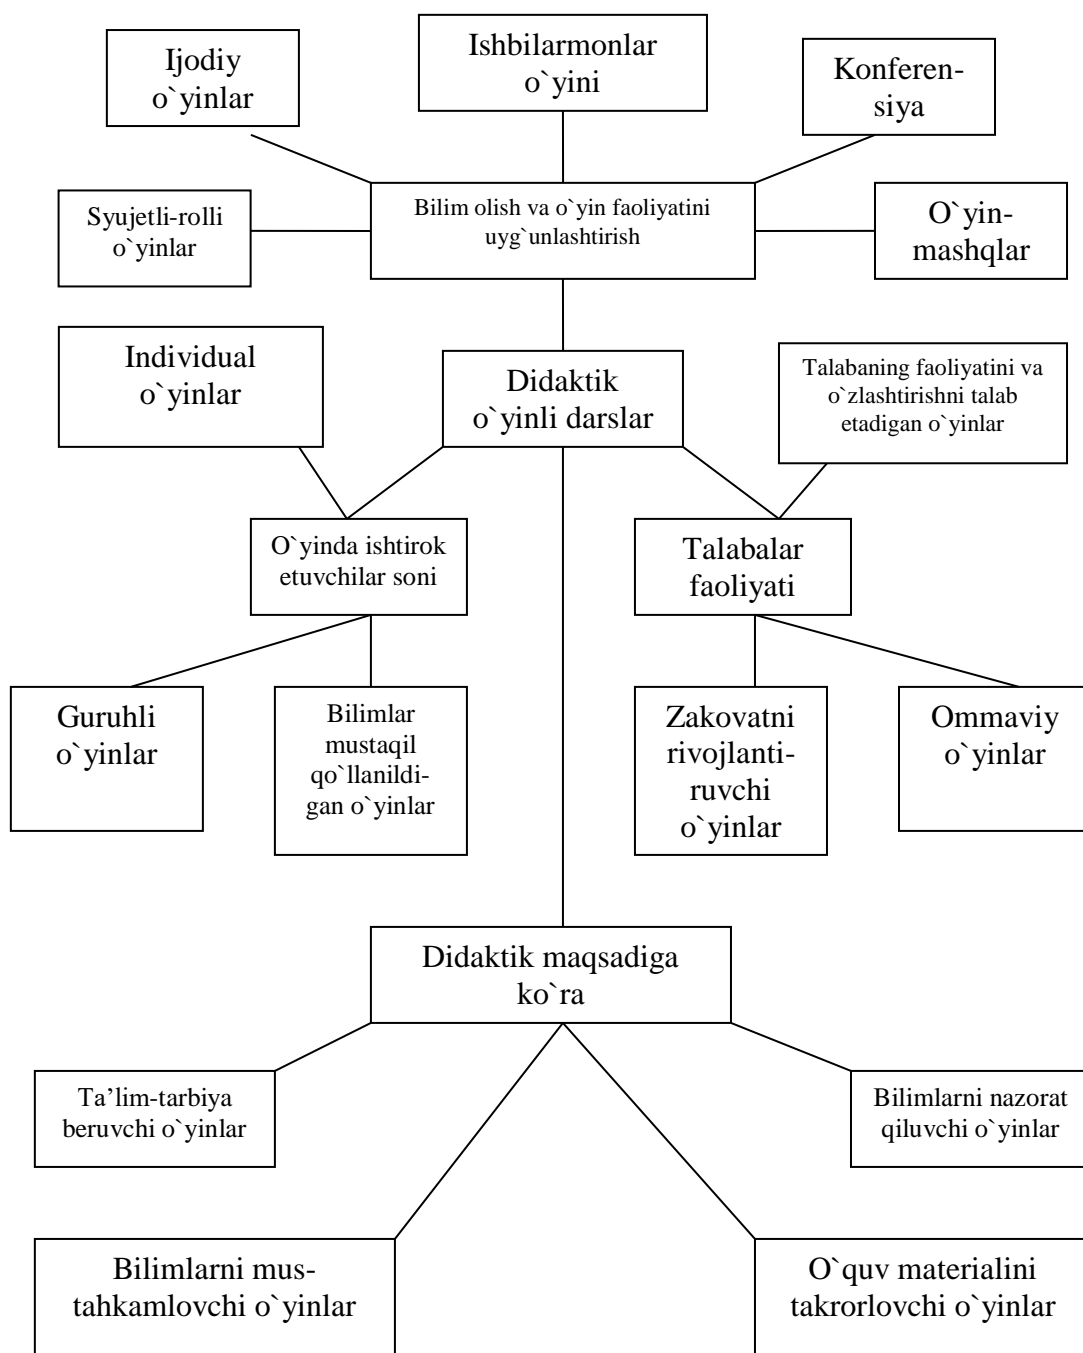 Ijodiy
o`yinlar
Ishbilarmonlar
o`yini
Konferen-
siya
Syujetli-rolli
o`yinlar
Bilim olish va o`yin faoliyatini
uyg`unlashtirish
O`yin-
mashqlar
Individual
o`yinlar
Didaktik
o`yinli darslar
Talabaning faoliyatini va
o`zlashtirishni talab
etadigan o`yinlar
O`yinda ishtirok
etuvchilar soni
Talabalar
faoliyati
Guruhli
o`yinlar
Bilimlar
mustaqil
qo`llanildi-
gan o`yinlar
Zakovatni
rivojlanti-
ruvchi
o`yinlar
Ommaviy
o`yinlar
Didaktik maqsadiga
ko`ra
Ta’lim-tarbiya
beruvchi o`yinlar
Bilimlarni nazorat
qiluvchi o`yinlar
Bilimlarni mus-
tahkamlovchi o`yinlar
O`quv materialini
takrorlovchi o`yinlar